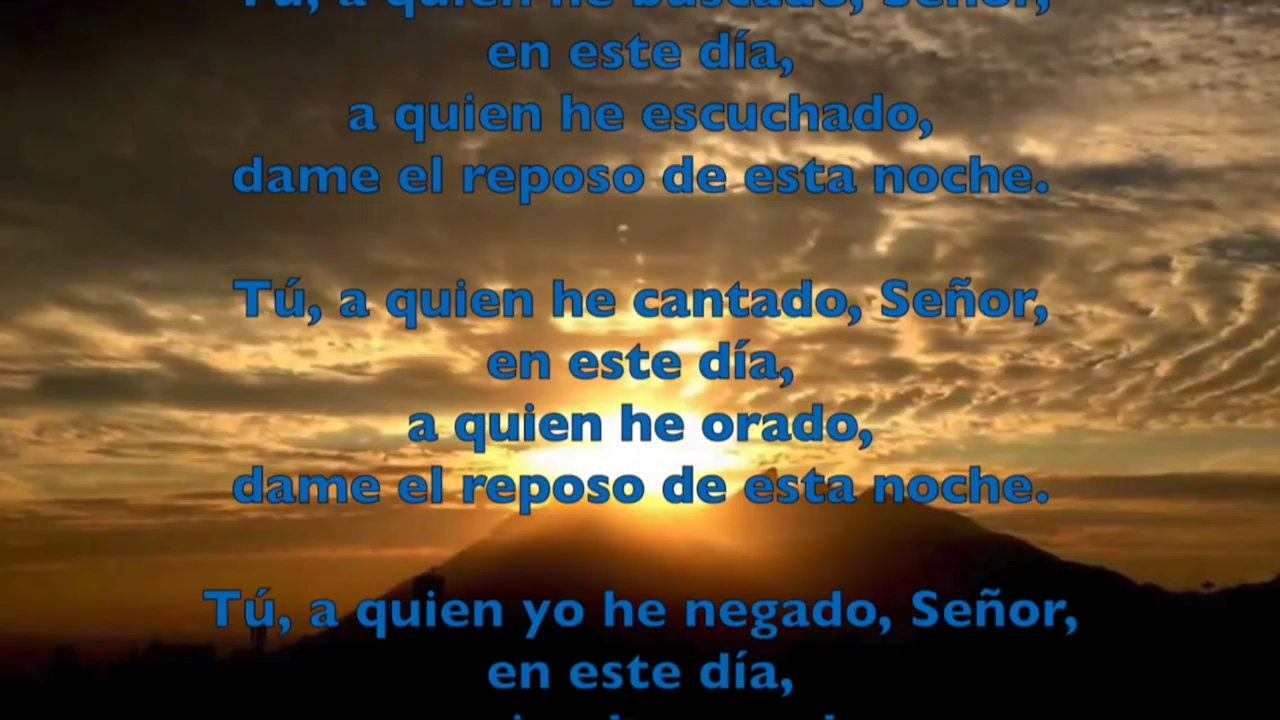 Tú, a quien he buscado, Señor,
en este día,
a quien he escuchado,
dame el reposo de esta noche.
Tú, a quien he cantado, Señor,
en este día,
a quien he orado,
dame el reposo de esta noche.
Tú, a quien yo he negado, Señor,
en este día,